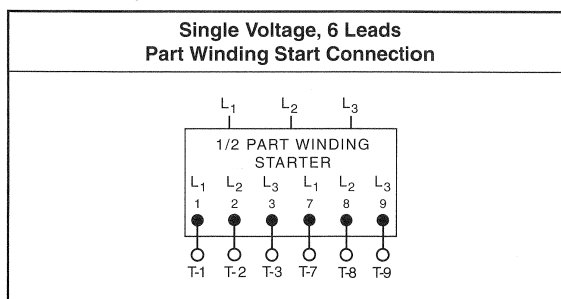 Single Voltage, 6 Leads
Part Winding Start Connection
L1 L2 L3
1/2 PART WINDING
STARTER
L1 L2 L3 L1 L2 L3
1 2 3 7 8 9
T-1 T-2 T-3 T-7 T-8 T-9